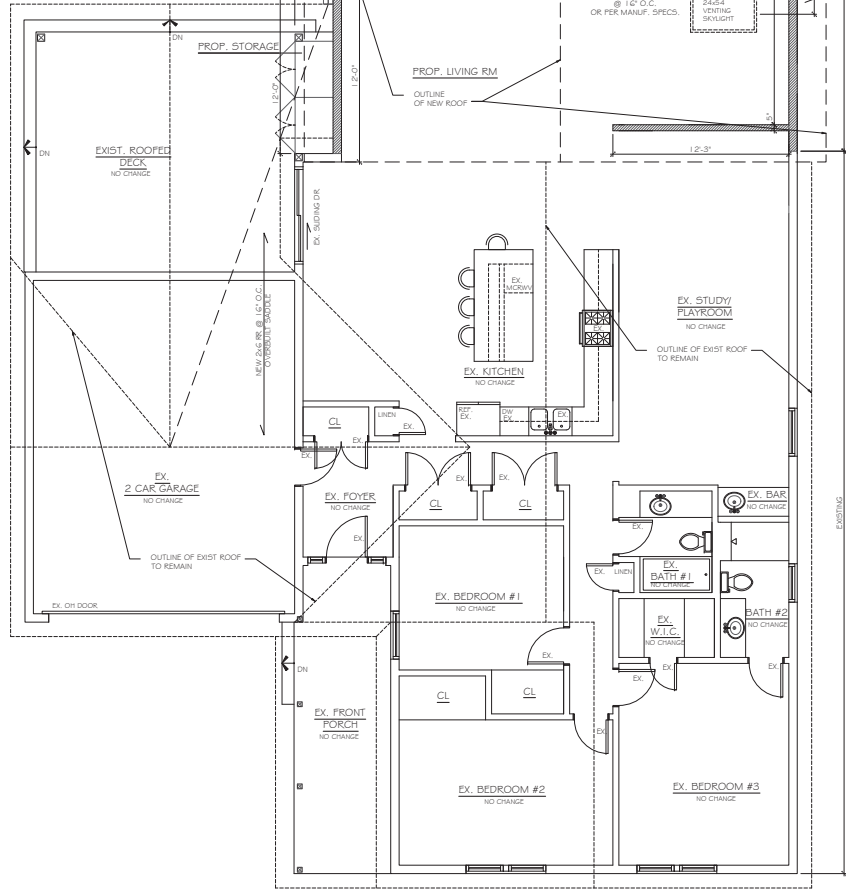 @ 16" O.C.
OR PER MANUF. SPECS.
24x54
VENTING
SKYLIGHT
DN
PROP. STORAGE
12'-0"
12'-0"
PROP. LIVING RM
OUTLINE
OF NEW ROOF
5"
12'-3"
DN
EXIST. ROOFED
DECK
NO CHANGE
EX. SLIDING DR.
NEW 2x6 RR @ 16" O.C.
OVERBUILT SADDLE
EX.
MCRWV
EX.
EX. STUDY/
PLAYROOM
NO CHANGE
OUTLINE OF EXIST ROOF
TO REMAIN
EX. KITCHEN
NO CHANGE
REF.
EX.
DW
EX.
EX.
CL
LINEN
EX.
EX.
EX.
EX.
EX.
EX.
2 CAR GARAGE
NO CHANGE
EX. FOYER
NO CHANGE
CL
CL
EX. BAR
NO CHANGE
EXISTING
EX.
EX.
OUTLINE OF EXIST ROOF
TO REMAIN
EX.
LINEN
EX.
BATH #1
NO CHANGE
EX. BEDROOM #1
NO CHANGE
EX. OH DOOR
BATH #2
NO CHANGE
EX.
W.I.C.
NO CHANGE
EX.
DN
EX.
EX.
EX.
CL
CL
EX. FRONT
PORCH
NO CHANGE
EX.
EX. BEDROOM #2
NO CHANGE
EX. BEDROOM #3
NO CHANGE